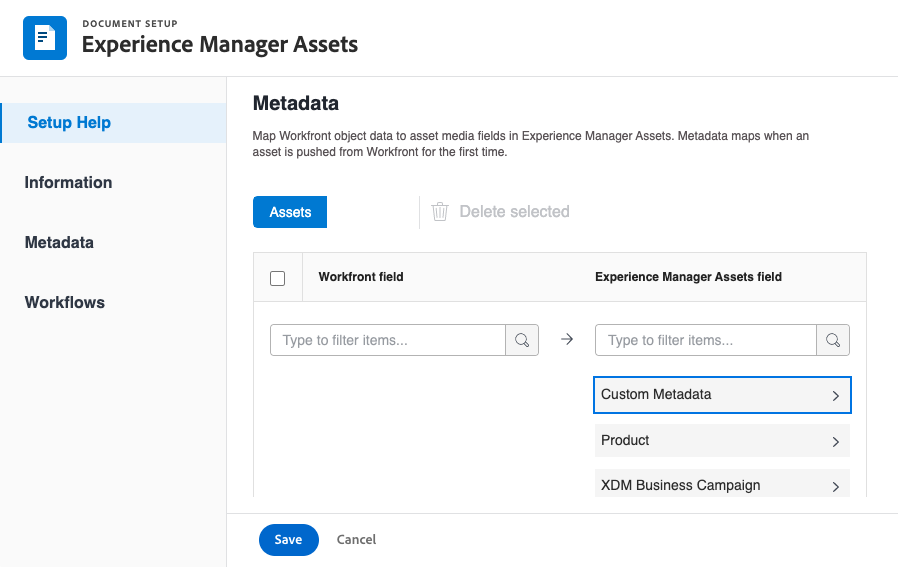 DOCUMENT SETUP
Experience Manager Assets
Setup Help
Information
Metadata
Workflows
Metadata
Map Workfront object data to asset media fields in Experience Manager Assets. Metadata maps when an
asset is pushed from Workfront for the first time.
Assets
Delete selected
Workfront field
Experience Manager Assets field
Type to filter items...
Type to filter items...
Custom Metadata
Product
XDM Business Campaign
Save
Cancel